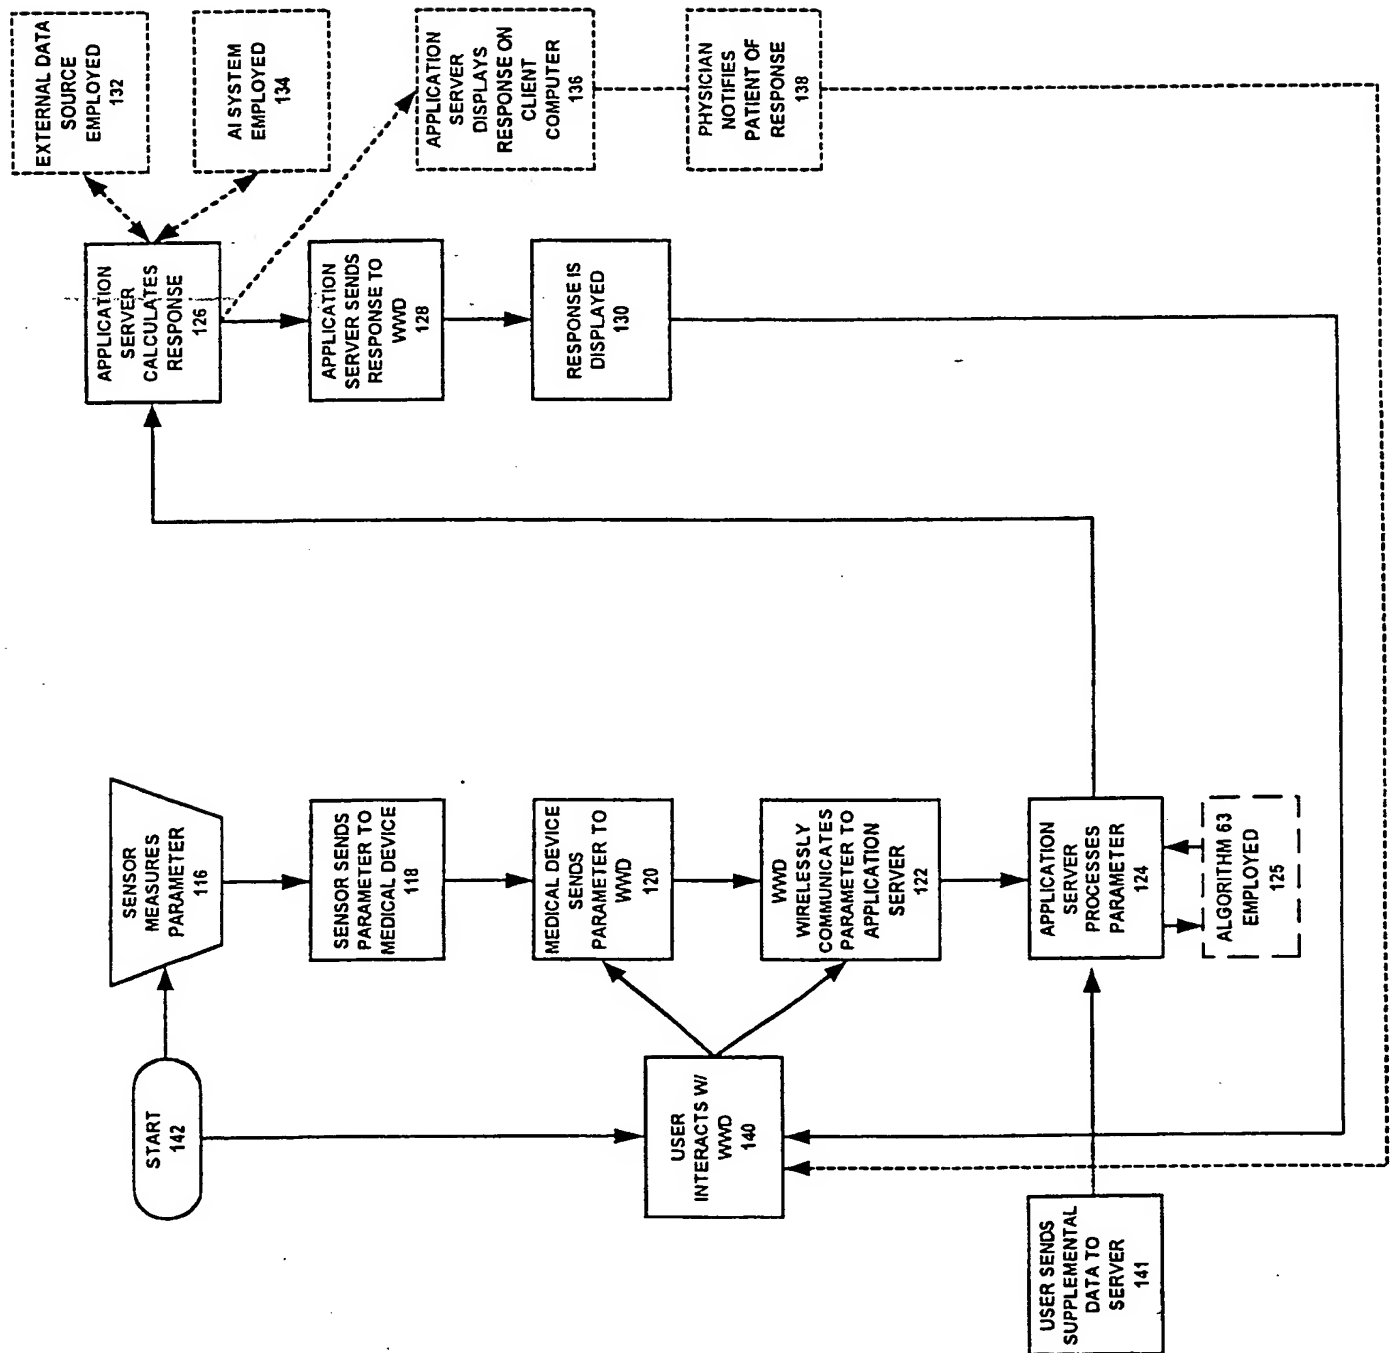 START
142
SENSOR
MEASURES
PARAMETER
116
SENSOR SENDS
PARAMETER TO
MEDICAL DEVICE
118
MEDICAL DEVICE
SENDS
PARAMETER TO
WWD
120
WWD
WIRELESSLY
COMMUNICATES
PARAMETER TO
APPLICATION
SERVER
122
APPLICATION
SERVER
PROCESSES
PARAMETER
124
ALGORITHM 63
EMPLOYED
125
USER
INTERACTS W/
WWD
140
USER SENDS
SUPPLEMENTAL
DATA TO
SERVER
141
APPLICATION
SERVER
CALCULATES
RESPONSE
126
APPLICATION
SERVER SENDS
RESPONSE TO
WWD
128
RESPONSE IS
DISPLAYED
130
EXTERNAL DATA
SOURCE
EMPLOYED
132
AI SYSTEM
EMPLOYED
134
APPLICATION
SERVER
DISPLAYS
RESPONSE ON
CLIENT
COMPUTER
136
PHYSICIAN
NOTIFIES
PATIENT OF
RESPONSE
138